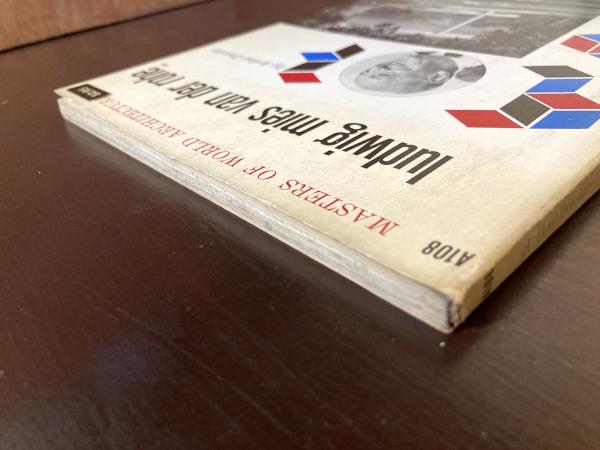 A108
MASTERS OF WORLD ARCHITECTURE
ludwig mies van der rohe